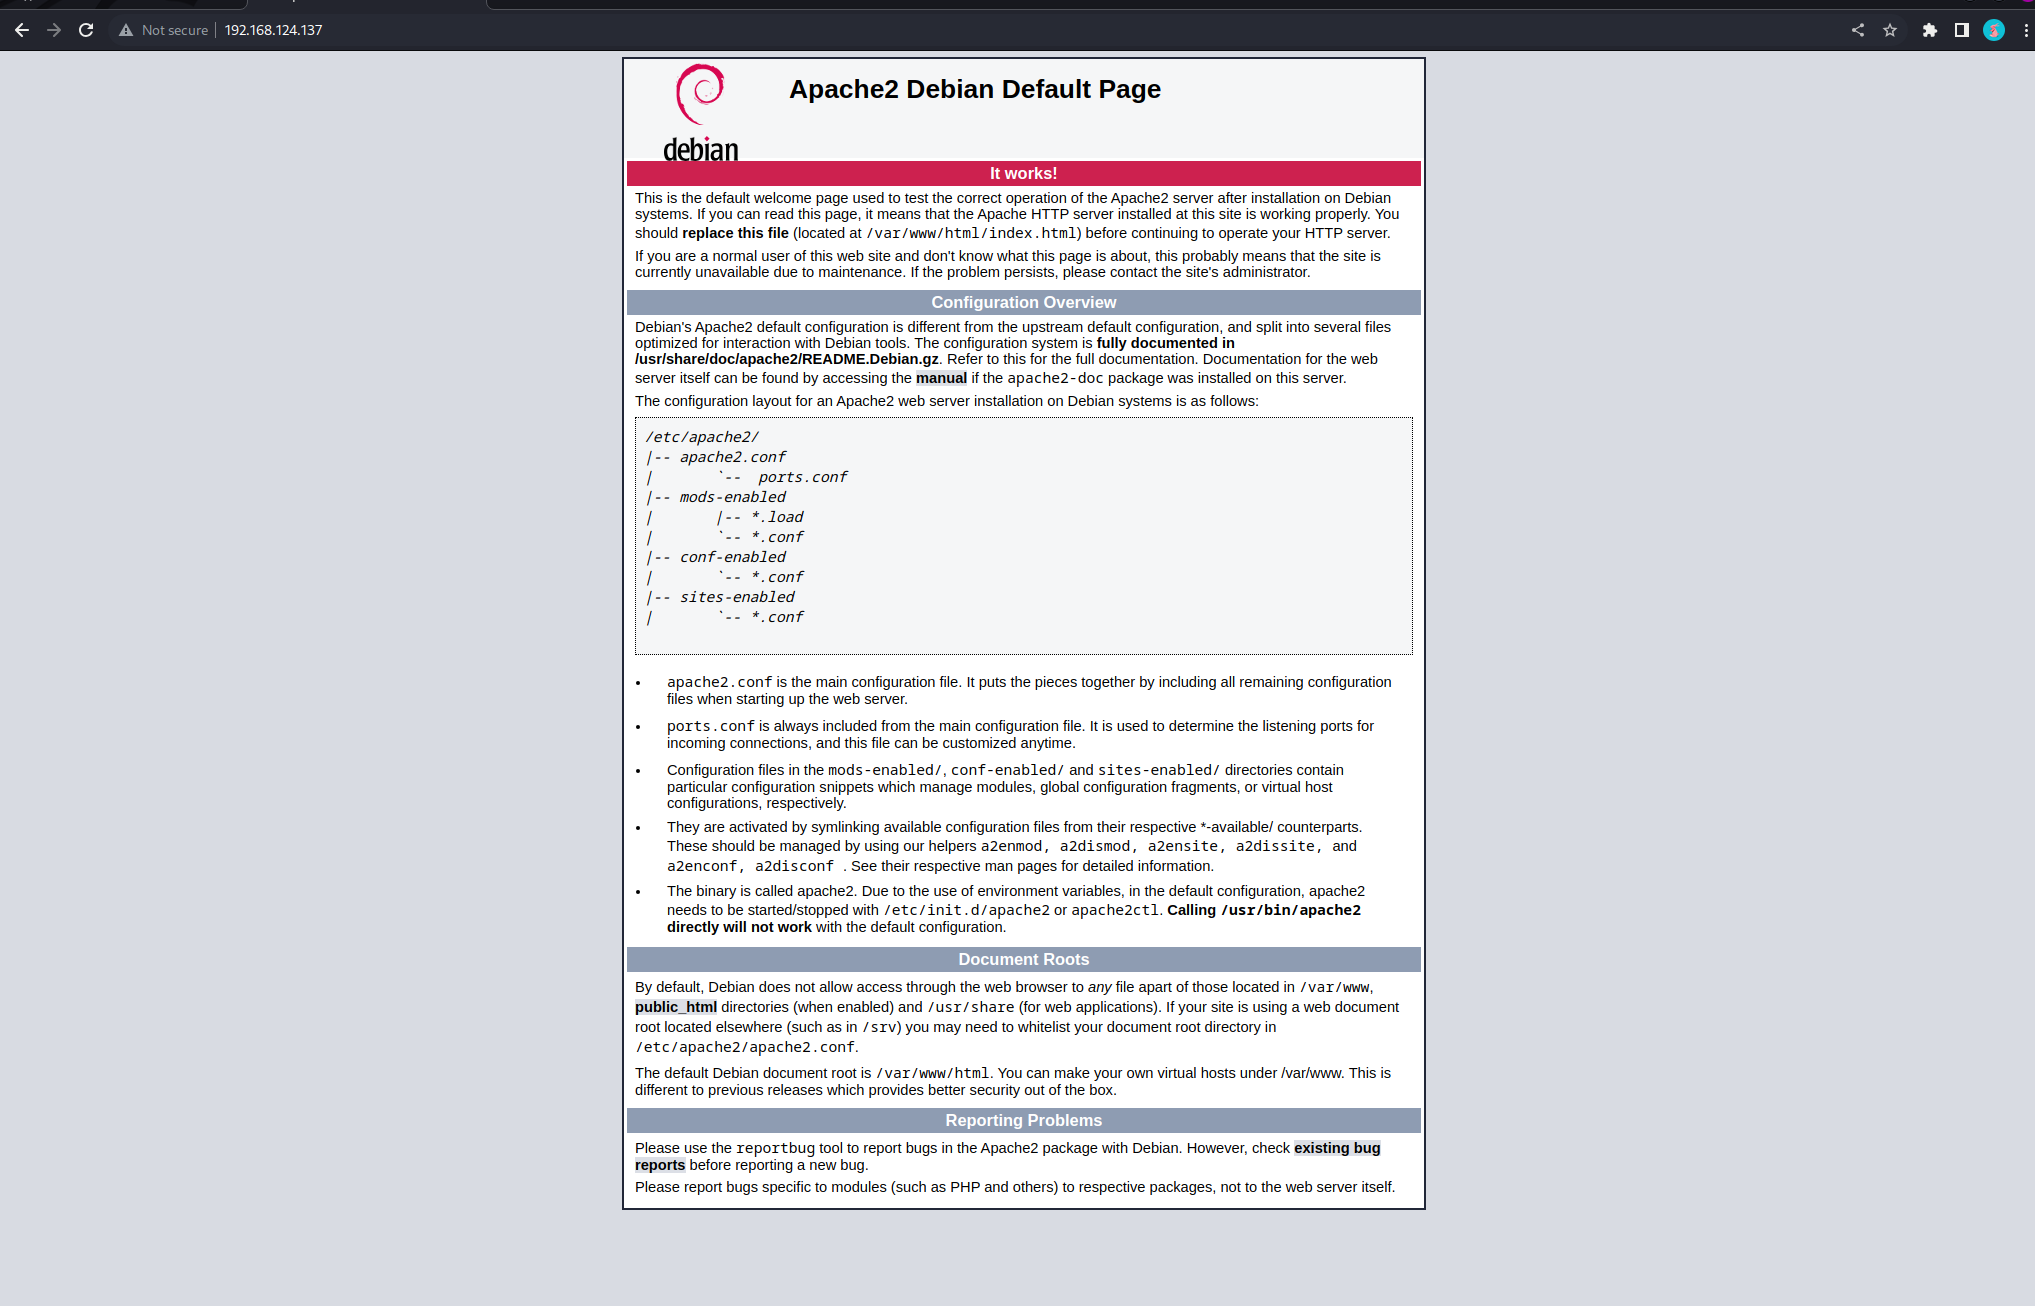 Not secure
192.168.124.137
debian
Apache2 Debian Default Page
It works!
This is the default welcome page used to test the correct operation of the Apache2 server after installation on Debian
systems. If you can read this page, it means that the Apache HTTP server installed at this site is working properly. You
should replace this file (located at /var/www/html/index.html) before continuing to operate your HTTP server.
If you are a normal user of this web site and don't know what this page is about, this probably means that the site is
currently unavailable due to maintenance. If the problem persists, please contact the site's administrator.
Configuration Overview
Debian's Apache2 default configuration is different from the upstream default configuration, and split into several files
optimized for interaction with Debian tools. The configuration system is fully documented in
/usr/share/doc/apache2/README.Debian.gz. Refer to this for the full documentation. Documentation for the web
server itself can be found by accessing the manual if the apache2-doc package was installed on this server.
The configuration layout for an Apache2 web server installation on Debian systems is as follows:
/etc/apache2/
|-- apache2.conf
|       `--  ports.conf
|-- mods-enabled
|       |-- *.load
|       `-- *.conf
|-- conf-enabled
|       `-- *.conf
|-- sites-enabled
|       `-- *.conf
• apache2.conf is the main configuration file. It puts the pieces together by including all remaining configuration
files when starting up the web server.
• ports.conf is always included from the main configuration file. It is used to determine the listening ports for
incoming connections, and this file can be customized anytime.
• Configuration files in the mods-enabled/, conf-enabled/ and sites-enabled/ directories contain
particular configuration snippets which manage modules, global configuration fragments, or virtual host
configurations, respectively.
• They are activated by symlinking available configuration files from their respective *-available/ counterparts.
These should be managed by using our helpers a2enmod, a2dismod, a2ensite, a2dissite, and
a2enconf, a2disconf . See their respective man pages for detailed information.
• The binary is called apache2. Due to the use of environment variables, in the default configuration, apache2
needs to be started/stopped with /etc/init.d/apache2 or apache2ctl. Calling /usr/bin/apache2
directly will not work with the default configuration.
Document Roots
By default, Debian does not allow access through the web browser to any file apart of those located in /var/www,
public_html directories (when enabled) and /usr/share (for web applications). If your site is using a web document
root located elsewhere (such as in /srv) you may need to whitelist your document root directory in
/etc/apache2/apache2.conf.
The default Debian document root is /var/www/html. You can make your own virtual hosts under /var/www. This is
different to previous releases which provides better security out of the box.
Reporting Problems
Please use the reportbug tool to report bugs in the Apache2 package with Debian. However, check existing bug
reports before reporting a new bug.
Please report bugs specific to modules (such as PHP and others) to respective packages, not to the web server itself.